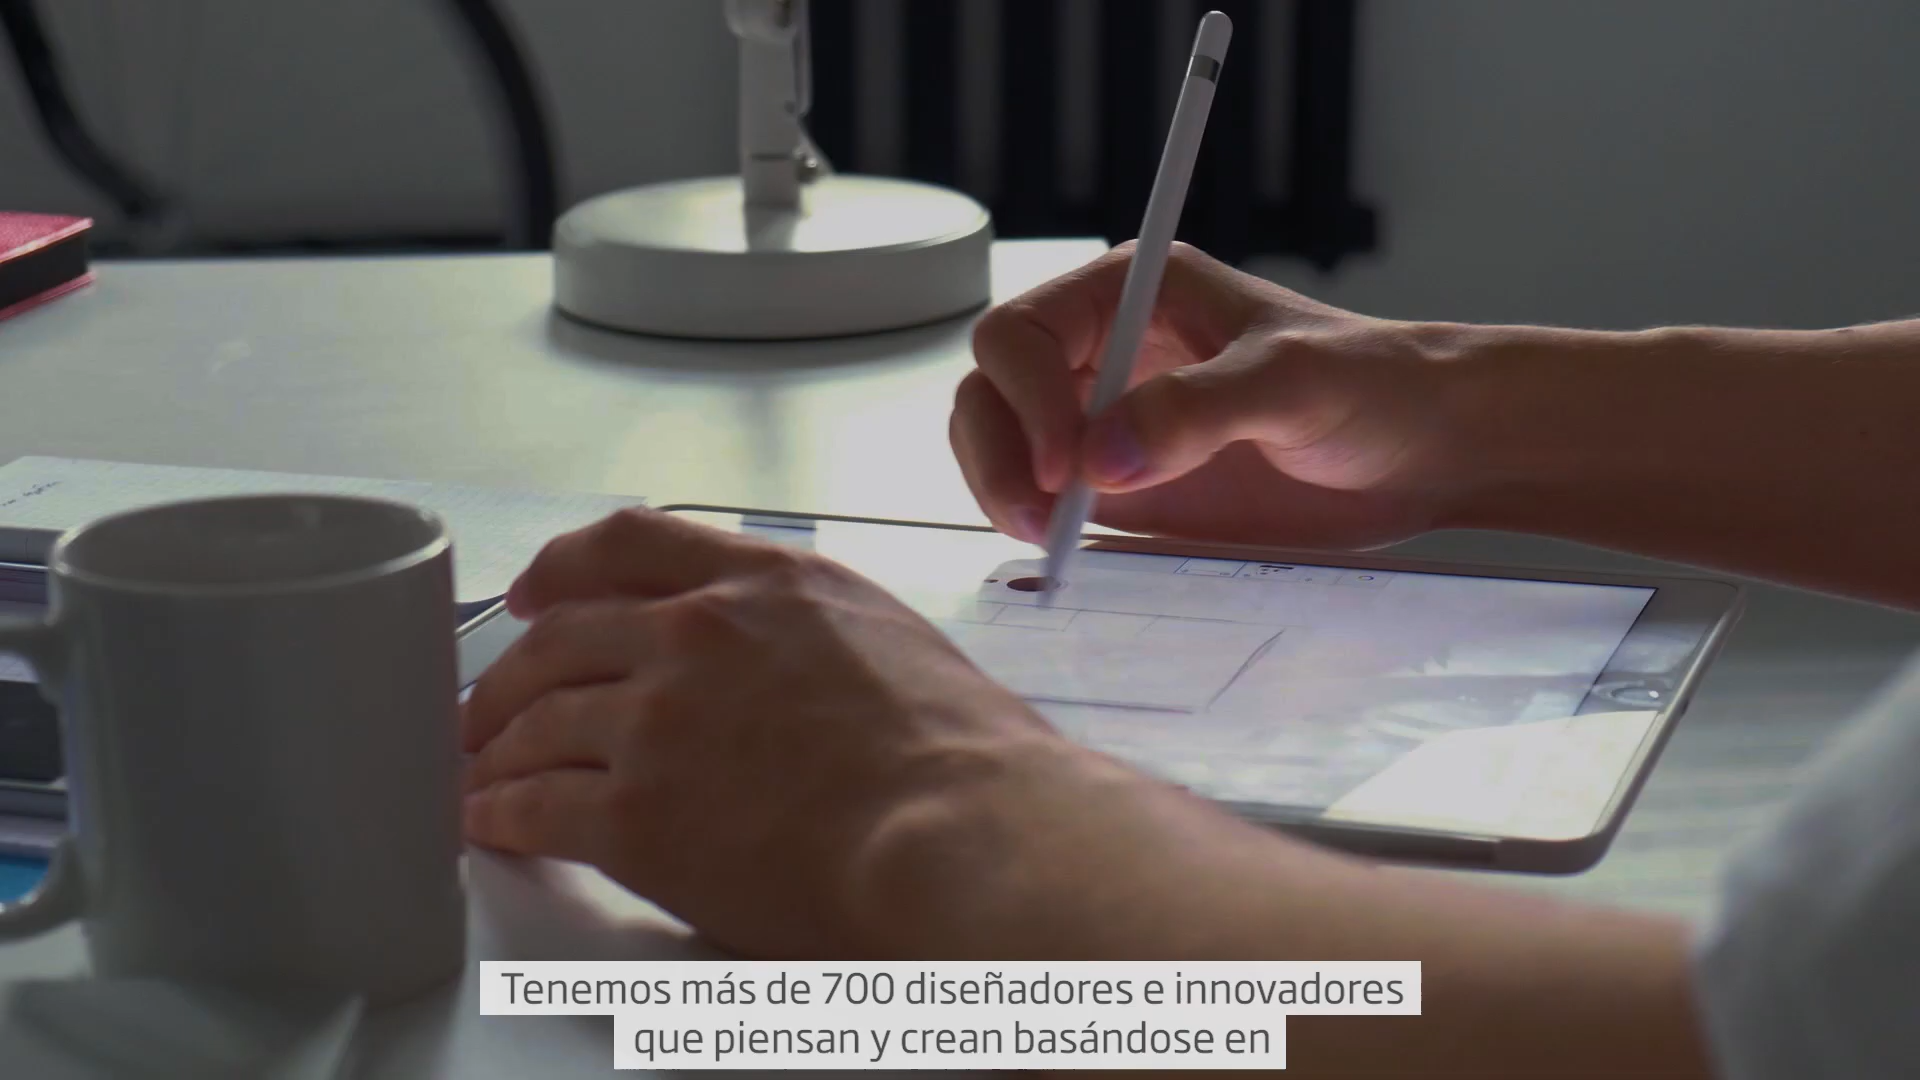 Tenemos más de 700 diseñadores e innovadores
que piensan y crean basándose en